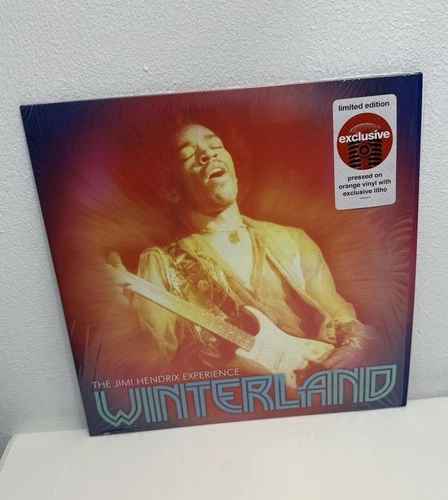 limited edition
exclusive
pressed on
orange vinyl with
exclusive litho
THE JIMI HENDRIX EXPERIENCE
WINTERLAND